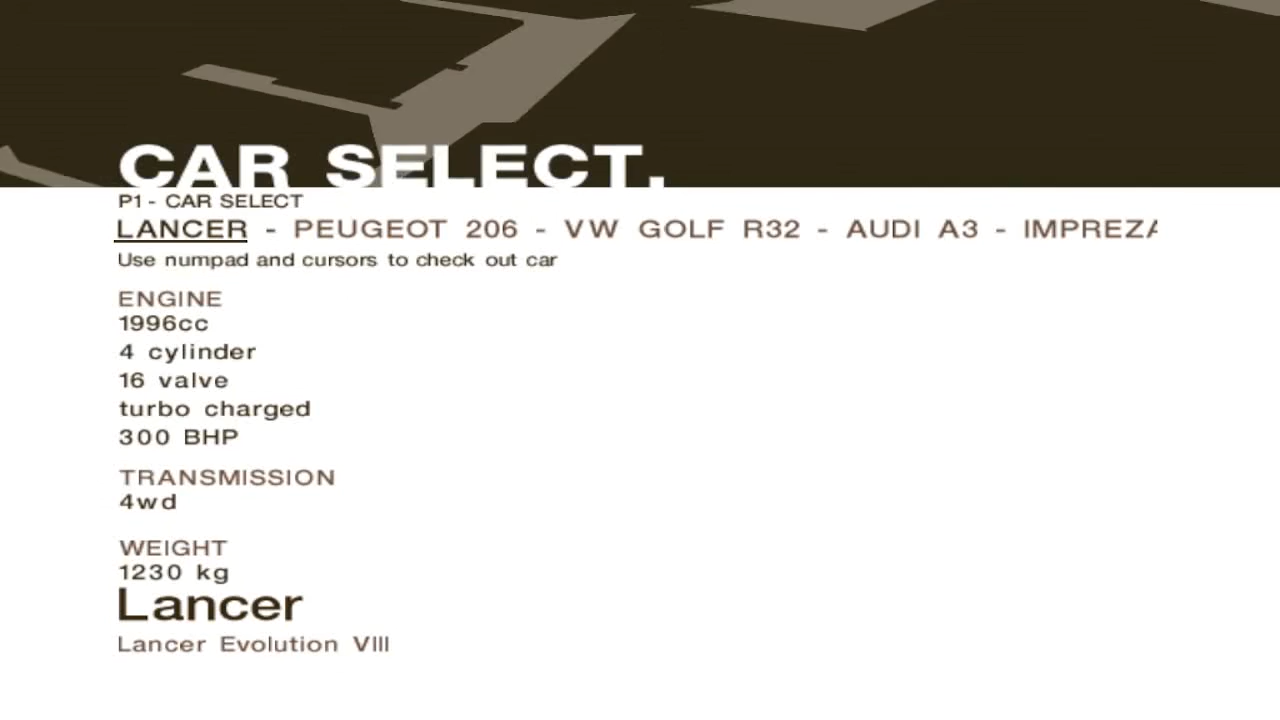 CAR SELECT.
P1 - CAR SELECT
LANCER - PEUGEOT 206 - VW GOLF R32 - AUDI A3 - IMPREZA
Use numpad and cursors to check out car
ENGINE
1996cc
4 cylinder
16 valve
turbo charged
300 BHP
TRANSMISSION
4wd
WEIGHT
1230 kg
Lancer
Lancer Evolution VIII